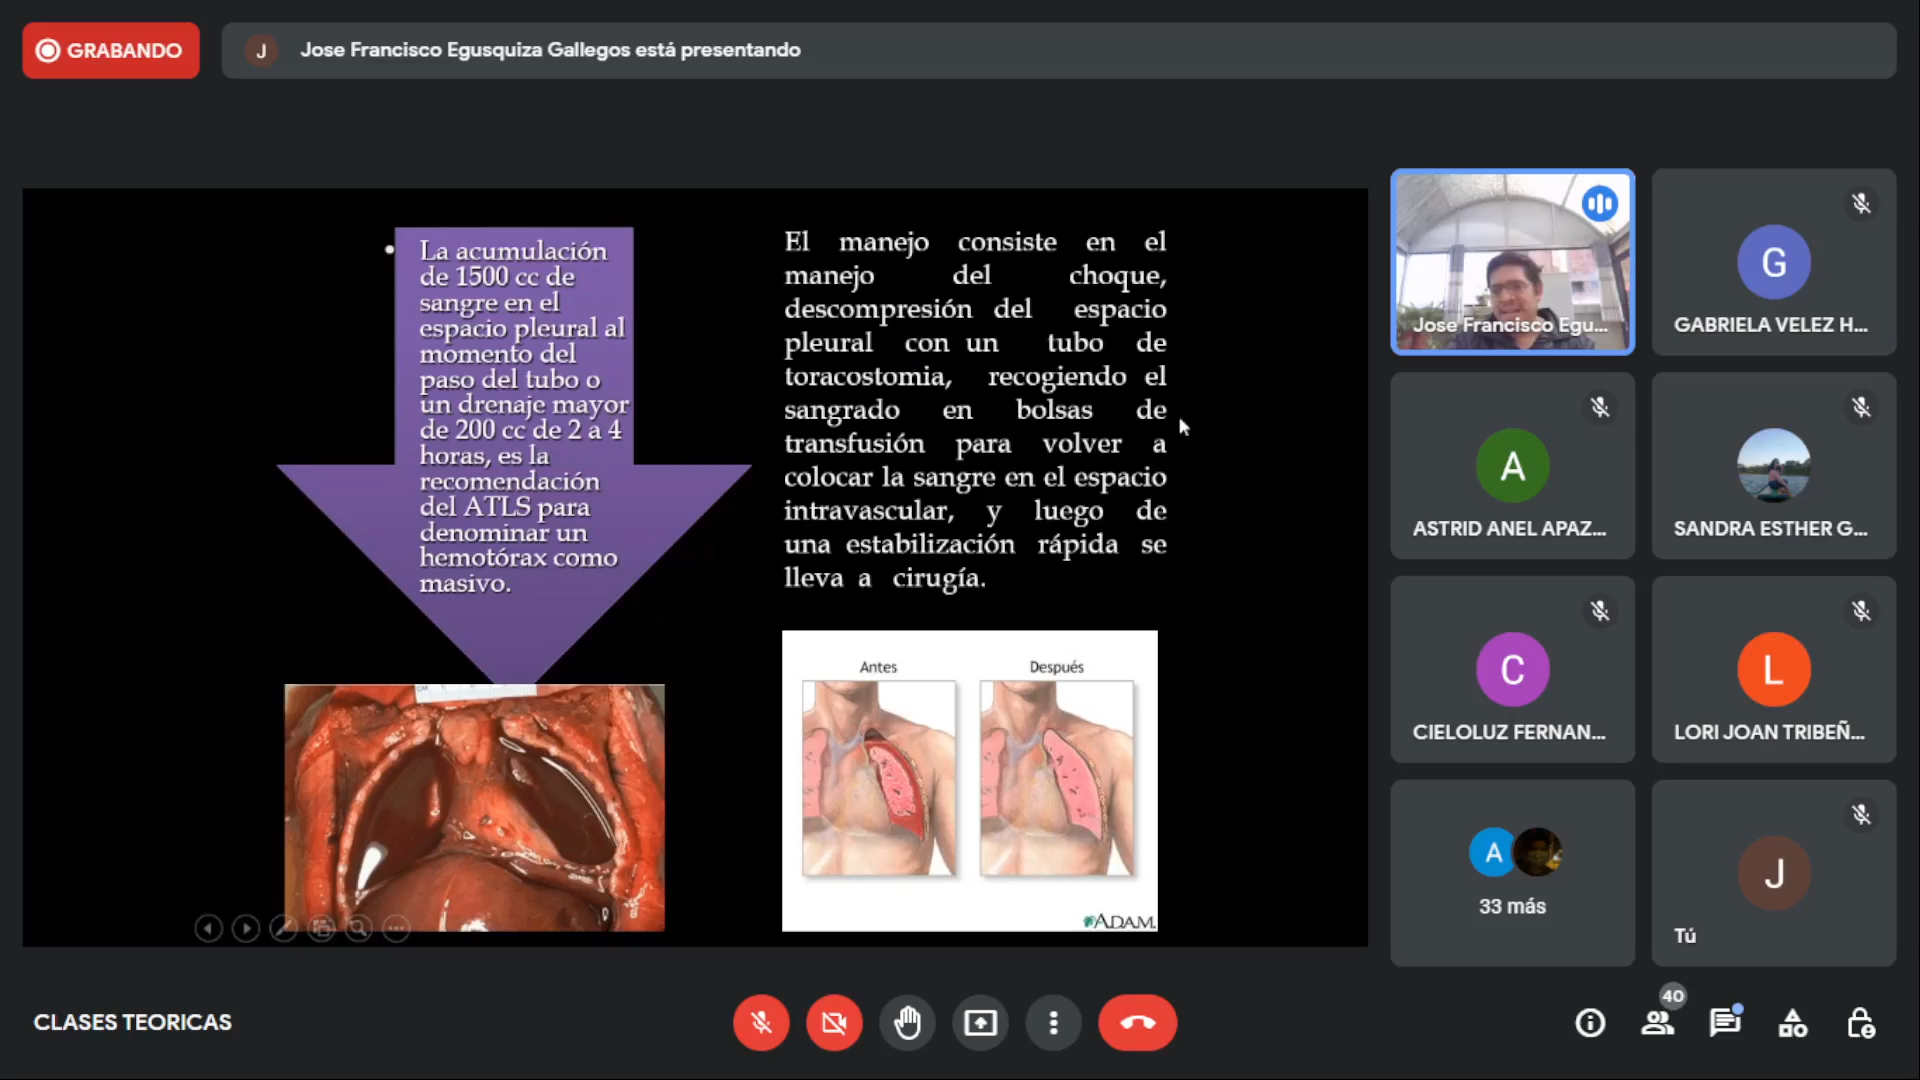 GRABANDO
J
Jose Francisco Egusquiza Gallegos está presentando
• La acumulación
de 1500 cc de
sangre en el
espacio pleural al
momento del
paso del tubo o
un drenaje mayor
de 200 cc de 2 a 4
horas, es la
recomendación
del ATLS para
denominar un
hemotórax como
masivo.
El manejo consiste en el
manejo del choque,
descompresión del espacio
pleural con un tubo de
toracostomia, recogiendo el
sangrado en bolsas de
transfusión para volver a
colocar la sangre en el espacio
intravascular, y luego de
una estabilización rápida se
lleva a cirugía.
Antes
Después
ADAM.
Jose Francisco Egu...
G
GABRIELA VELEZ H...
A
ASTRID ANEL APAZ...
SANDRA ESTHER G...
C
CIELOLUZ FERNAN...
L
LORI JOAN TRIBEÑ...
A
33 más
J
Tú
CLASES TEORICAS
40